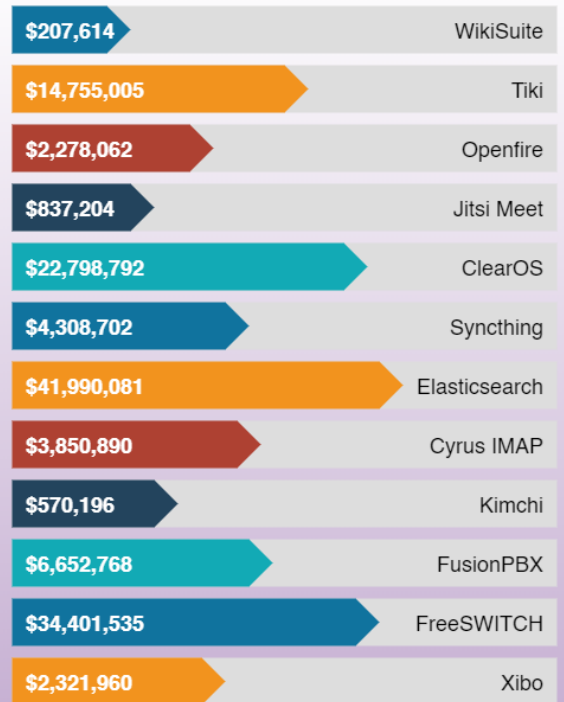 $207,614 WikiSuite
$14,755,005 Tiki
$2,278,062 Openfire
$837,204 Jitsi Meet
$22,798,792 ClearOS
$4,308,702 Syncthing
$41,990,081 Elasticsearch
$3,850,890 Cyrus IMAP
$570,196 Kimchi
$6,652,768 FusionPBX
$34,401,535 FreeSWITCH
$2,321,960 Xibo